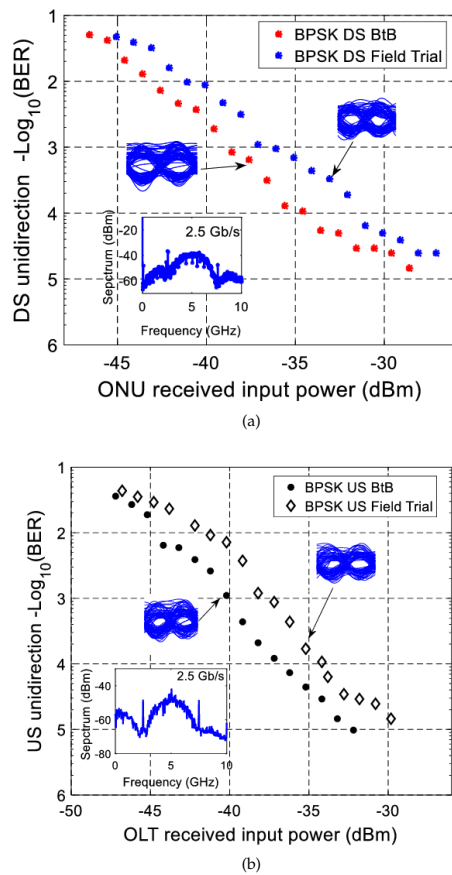 1
2
3
4
5
6
DS unidirection -Log10(BER)
BPSK DS BtB
BPSK DS Field Trial
-20
-40
-60
Sepctrum (dBm)
2.5 Gb/s
0
5
10
Frequency (GHz)
-45
-40
-35
-30
ONU received input power (dBm)
(a)
1
2
3
4
5
6
US unidirection -Log10(BER)
BPSK US BtB
BPSK US Field Trial
-40
-60
-80
Sepctrum (dBm)
2.5 Gb/s
0
5
10
Frequency (GHz)
-50
-45
-40
-35
-30
-25
OLT received input power (dBm)
(b)